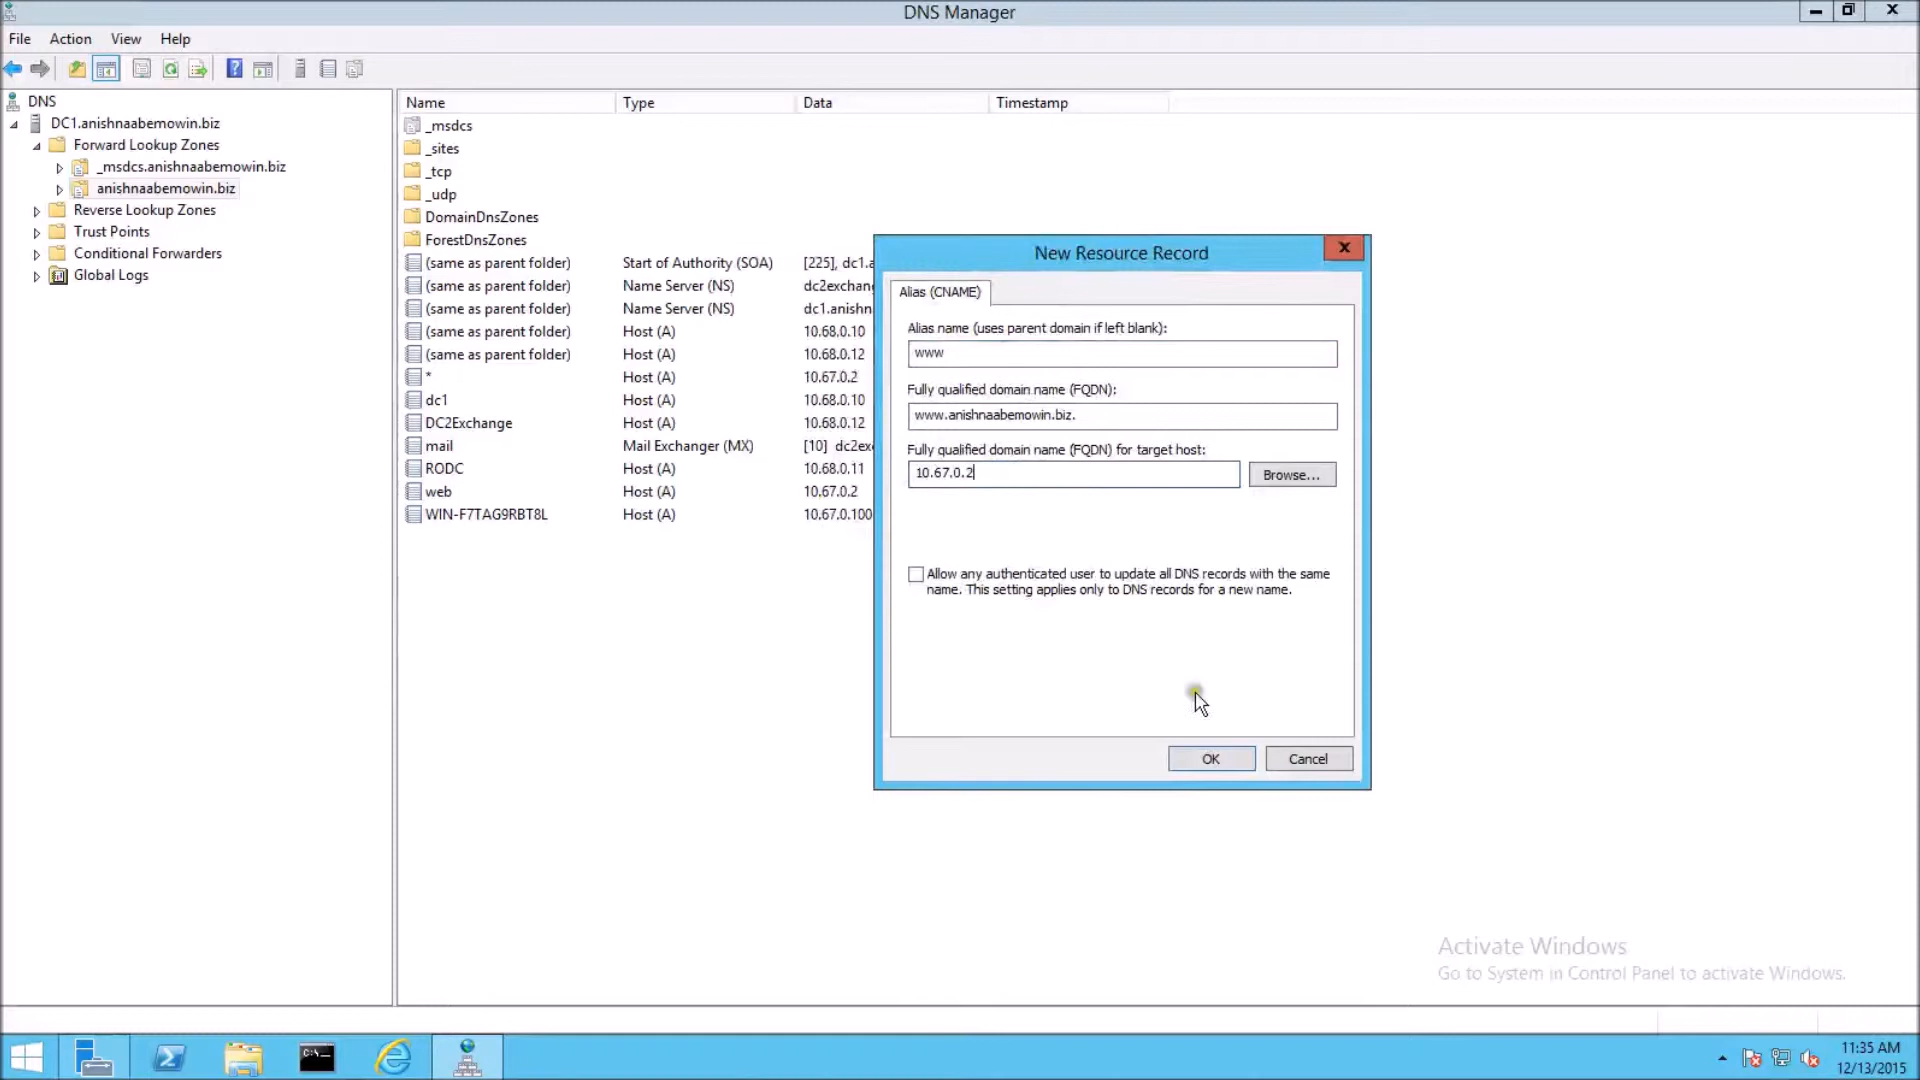 DNS Manager
File Action View Help
DNS
DC1.anishnaabemowin.biz
Forward Lookup Zones
_msdcs.anishnaabemowin.biz
anishnaabemowin.biz
Reverse Lookup Zones
Trust Points
Conditional Forwarders
Global Logs
Name Type Data Timestamp
_msdcs
_sites
_tcp
_udp
DomainDnsZones
ForestDnsZones
(same as parent folder) Start of Authority (SOA) [225], dc1.a
(same as parent folder) Name Server (NS) dc2exchan
(same as parent folder) Name Server (NS) dc1.anishn
(same as parent folder) Host (A) 10.68.0.10
(same as parent folder) Host (A) 10.68.0.12
* Host (A) 10.67.0.2
dc1 Host (A) 10.68.0.10
DC2Exchange Host (A) 10.68.0.12
mail Mail Exchanger (MX) [10] dc2ex
RODC Host (A) 10.68.0.11
web Host (A) 10.67.0.2
WIN-F7TAG9RBT8L Host (A) 10.67.0.100
New Resource Record
Alias (CNAME)
Alias name (uses parent domain if left blank):
www
Fully qualified domain name (FQDN):
www.anishnaabemowin.biz.
Fully qualified domain name (FQDN) for target host:
10.67.0.2
Browse...
Allow any authenticated user to update all DNS records with the same
name. This setting applies only to DNS records for a new name.
OK Cancel
Activate Windows
Go to System in Control Panel to activate Windows.
C:\_
11:35 AM
12/13/2015